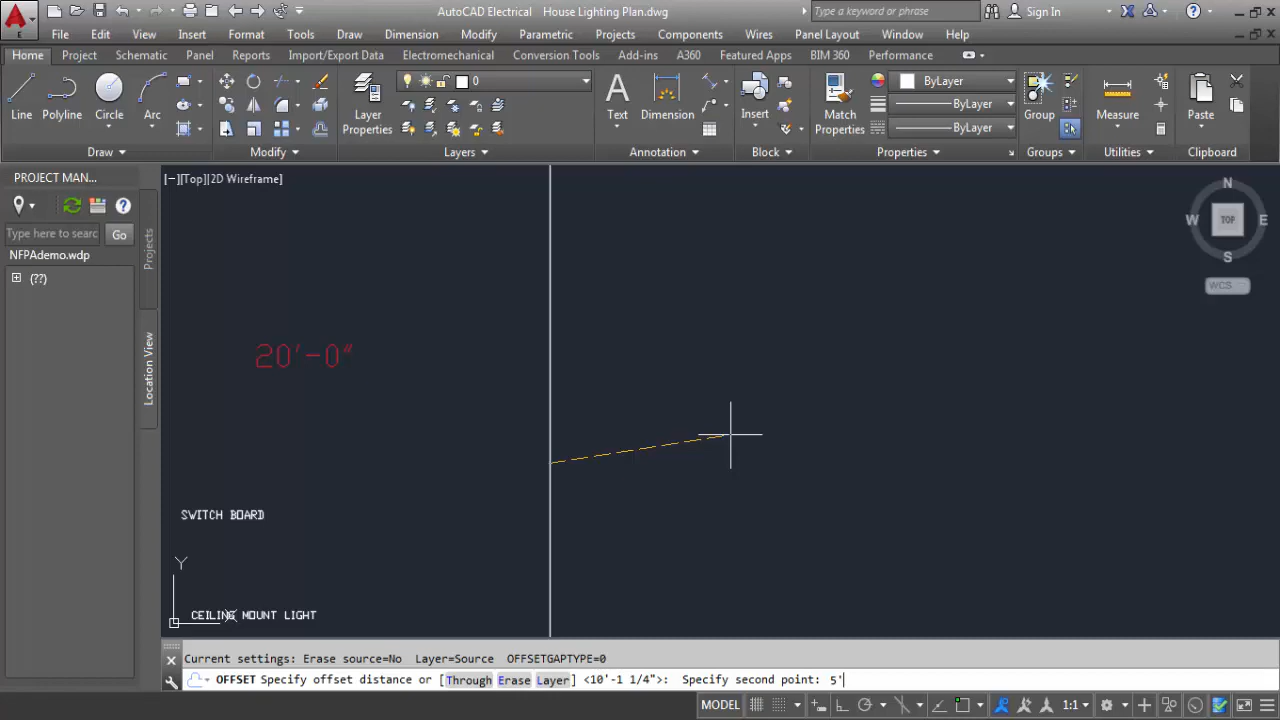 AutoCAD Electrical House Lighting Plan.dwg Type a keyword or phrase Sign In
File Edit View Insert Format Tools Draw Dimension Modify Parametric Projects Components Wires Panel Layout Window Help
Home Project Schematic Panel Reports Import/Export Data Electromechanical Conversion Tools Add-ins A360 Featured Apps BIM 360 Performance
Line Polyline Circle Arc
Layer Properties
0
Text Dimension
Insert
Match Properties
ByLayer
ByLayer
ByLayer
Group
Measure
Paste
Draw Modify Layers Annotation Block Properties Groups Utilities Clipboard
PROJECT MAN...
Type here to searc Go
NFPAdemo.wdp
(??)
Projects
Location View
[−][Top][2D Wireframe]
N
W TOP E
S
WCS
20'-0"
SWITCH BOARD
Y
X
CEILING MOUNT LIGHT
Current settings: Erase source=No Layer=Source OFFSETGAPTYPE=0
OFFSET Specify offset distance or [Through Erase Layer] <10'-1 1/4">: Specify second point: 5'
MODEL 1:1